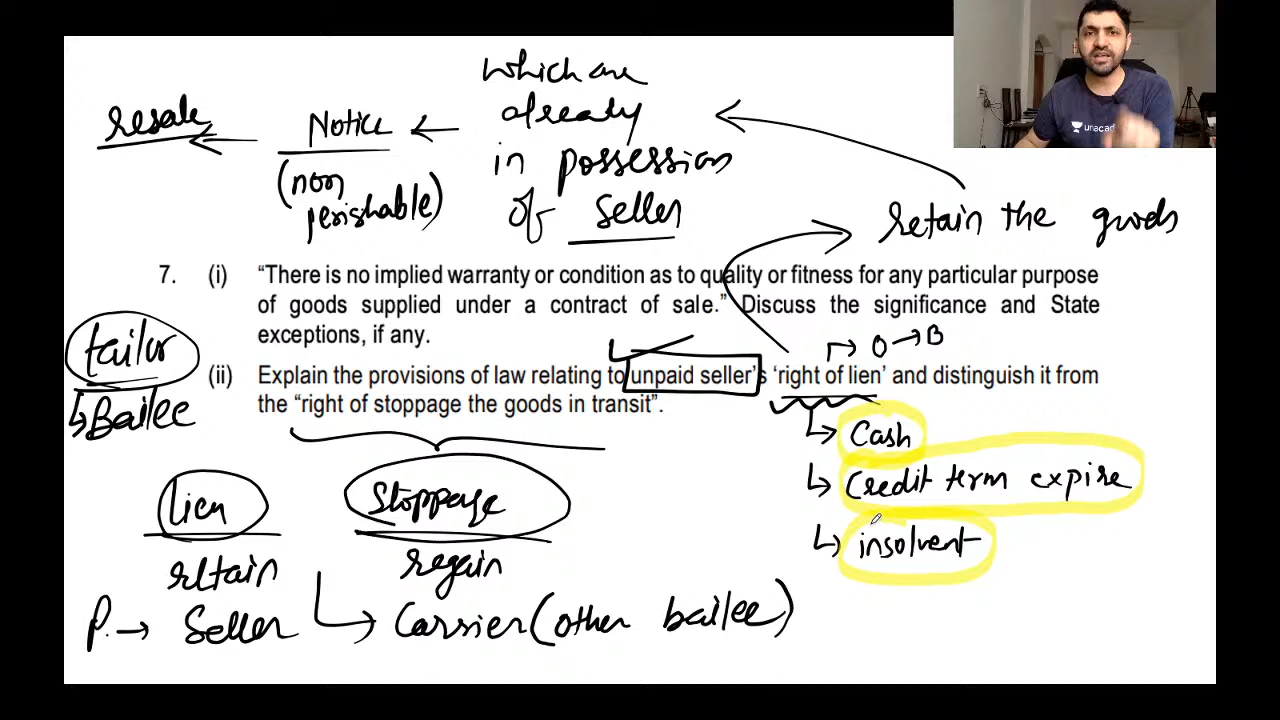 which are
already
in possession
of seller
resale
Notice
(non
perishable)
retain the goods
unacad
7. (i) “There is no implied warranty or condition as to quality or fitness for any particular purpose
of goods supplied under a contract of sale.” Discuss the significance and State
exceptions, if any.
tailor
Bailee
O → B
(ii) Explain the provisions of law relating to unpaid seller’s ‘right of lien’ and distinguish it from
the “right of stoppage the goods in transit”.
Cash
Credit term expire
insolvent
lien
stoppage
retain
regain
P. → Seller
Carrier (other bailee)